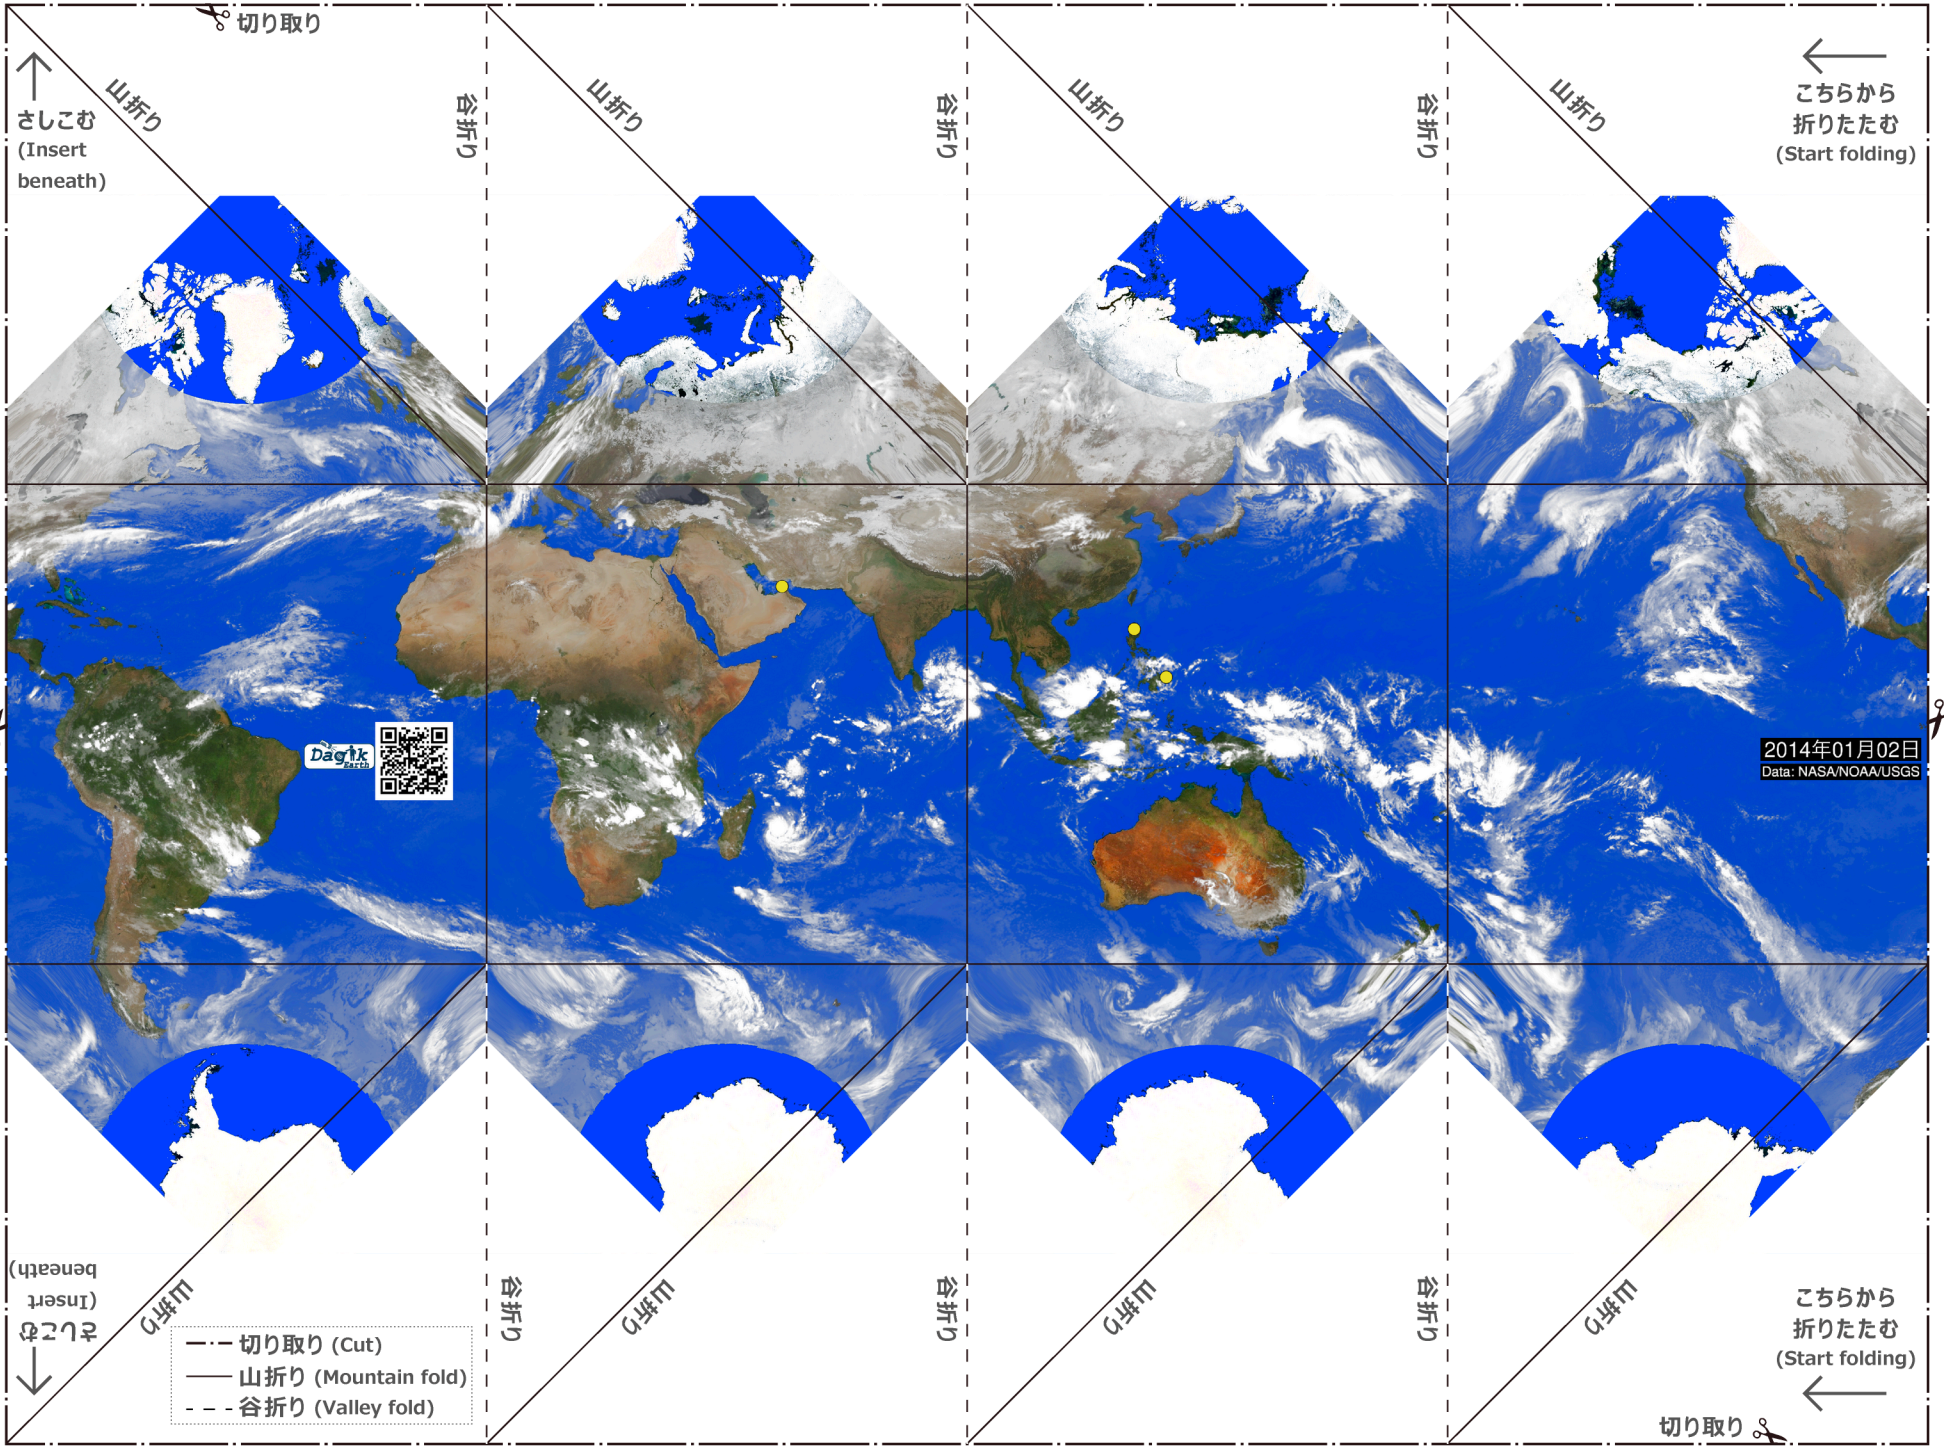 切り取り
山折り
谷折り
山折り
谷折り
山折り
谷折り
山折り
さしこむ
(Insert
beneath)
こちらから
折りたたむ
(Start folding)
Dagik
Earth
2014年01月02日
Data: NASA/NOAA/USGS
さしこむ
(Insert
beneath)
山折り
谷折り
山折り
谷折り
山折り
谷折り
山折り
切り取り (Cut)
山折り (Mountain fold)
谷折り (Valley fold)
こちらから
折りたたむ
(Start folding)
切り取り